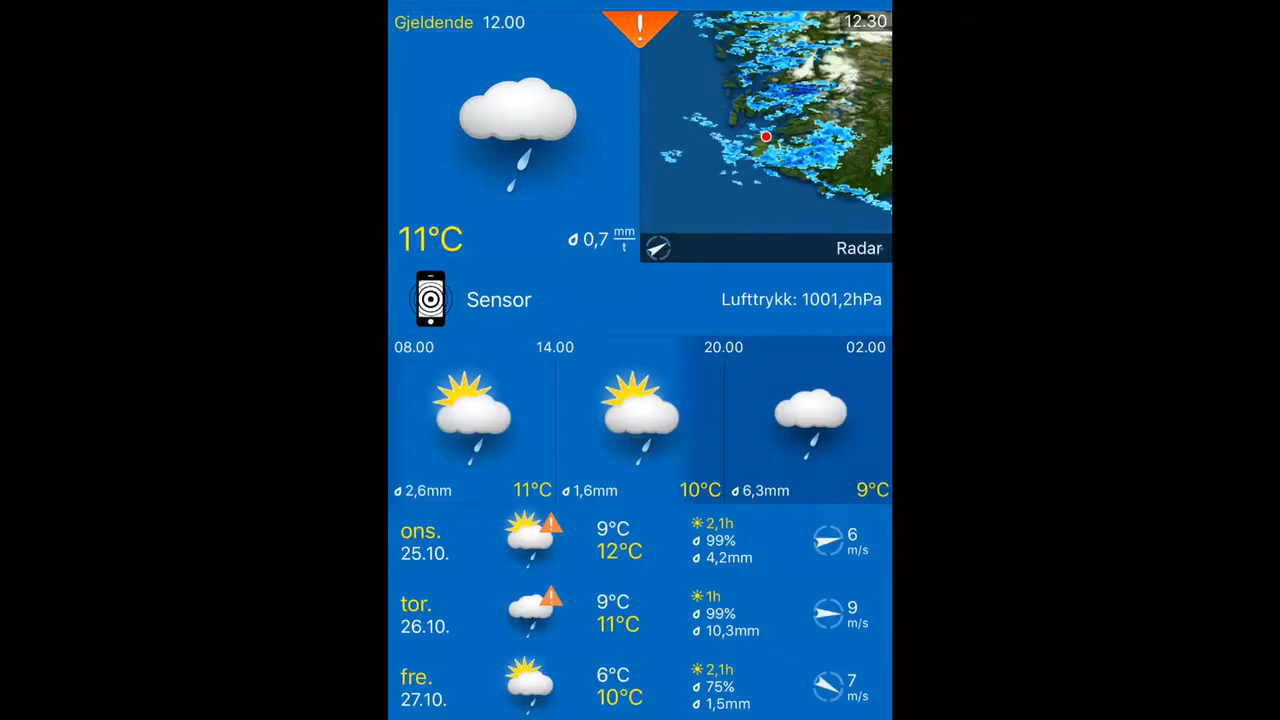 Gjeldende 12.00
12.30
11°C
0,7 mm/t
Radar
Sensor
Lufttrykk: 1001,2hPa
08.00 14.00 20.00 02.00
2,6mm 11°C 1,6mm 10°C 6,3mm 9°C
ons.
25.10.
9°C
12°C
2,1h
99%
4,2mm
6
m/s
tor.
26.10.
9°C
11°C
1h
99%
10,3mm
9
m/s
fre.
27.10.
6°C
10°C
2,1h
75%
1,5mm
7
m/s